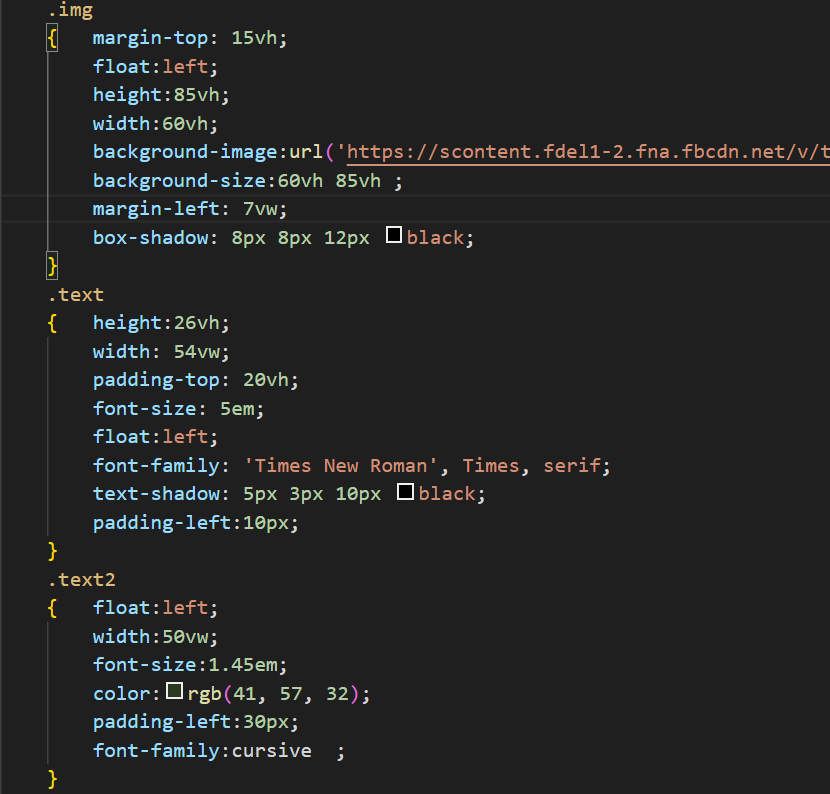 .img
{   margin-top: 15vh;
    float:left;
    height:85vh;
    width:60vh;
    background-image:url('https://scontent.fdel1-2.fna.fbcdn.net/v/t
    background-size:60vh 85vh ;
    margin-left: 7vw;
    box-shadow: 8px 8px 12px black;
}
.text
{   height:26vh;
    width: 54vw;
    padding-top: 20vh;
    font-size: 5em;
    float:left;
    font-family: 'Times New Roman', Times, serif;
    text-shadow: 5px 3px 10px black;
    padding-left:10px;
}
.text2
{   float:left;
    width:50vw;
    font-size:1.45em;
    color:rgb(41, 57, 32);
    padding-left:30px;
    font-family:cursive  ;
}